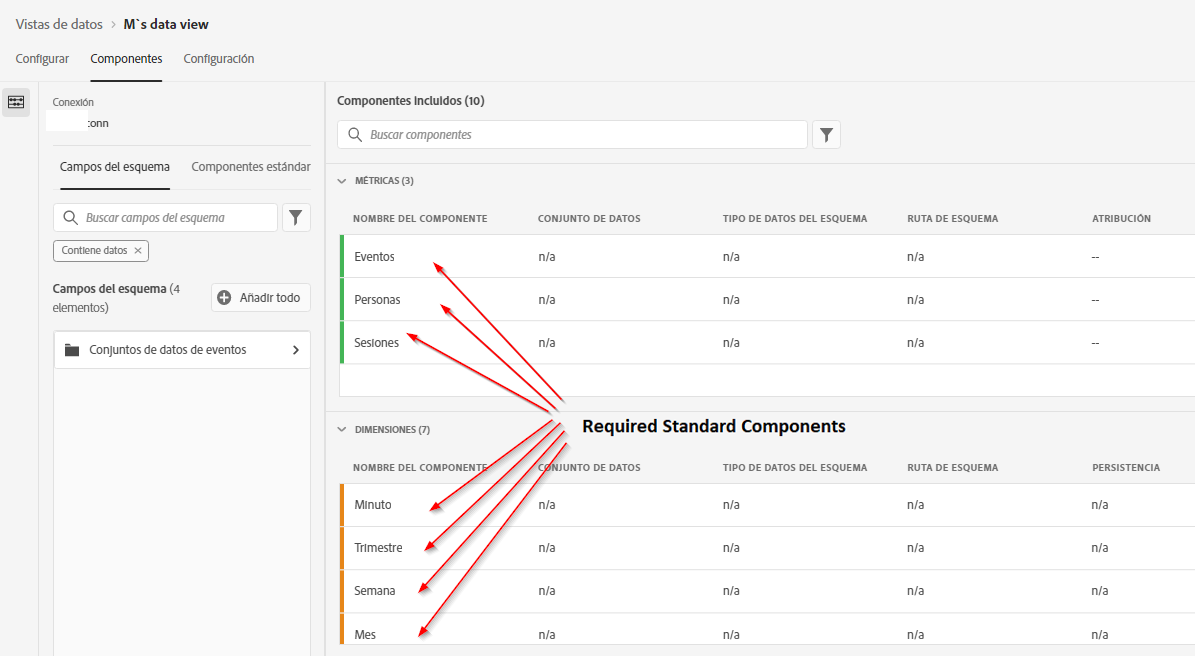 Vistas de datos > M`s data view
Configurar Componentes Configuración
Conexión
conn
Campos del esquema Componentes estándar
Buscar campos del esquema
Contiene datos ×
Campos del esquema (4
elementos)
Añadir todo
Conjuntos de datos de eventos >
Componentes incluidos (10)
Buscar componentes
MÉTRICAS (3)
NOMBRE DEL COMPONENTE CONJUNTO DE DATOS TIPO DE DATOS DEL ESQUEMA RUTA DE ESQUEMA ATRIBUCIÓN
Eventos n/a n/a n/a --
Personas n/a n/a n/a --
Sesiones n/a n/a n/a --
Required Standard Components
DIMENSIONES (7)
NOMBRE DEL COMPONENTE CONJUNTO DE DATOS TIPO DE DATOS DEL ESQUEMA RUTA DE ESQUEMA PERSISTENCIA
Minuto n/a n/a n/a n/a
Trimestre n/a n/a n/a n/a
Semana n/a n/a n/a n/a
Mes n/a n/a n/a n/a